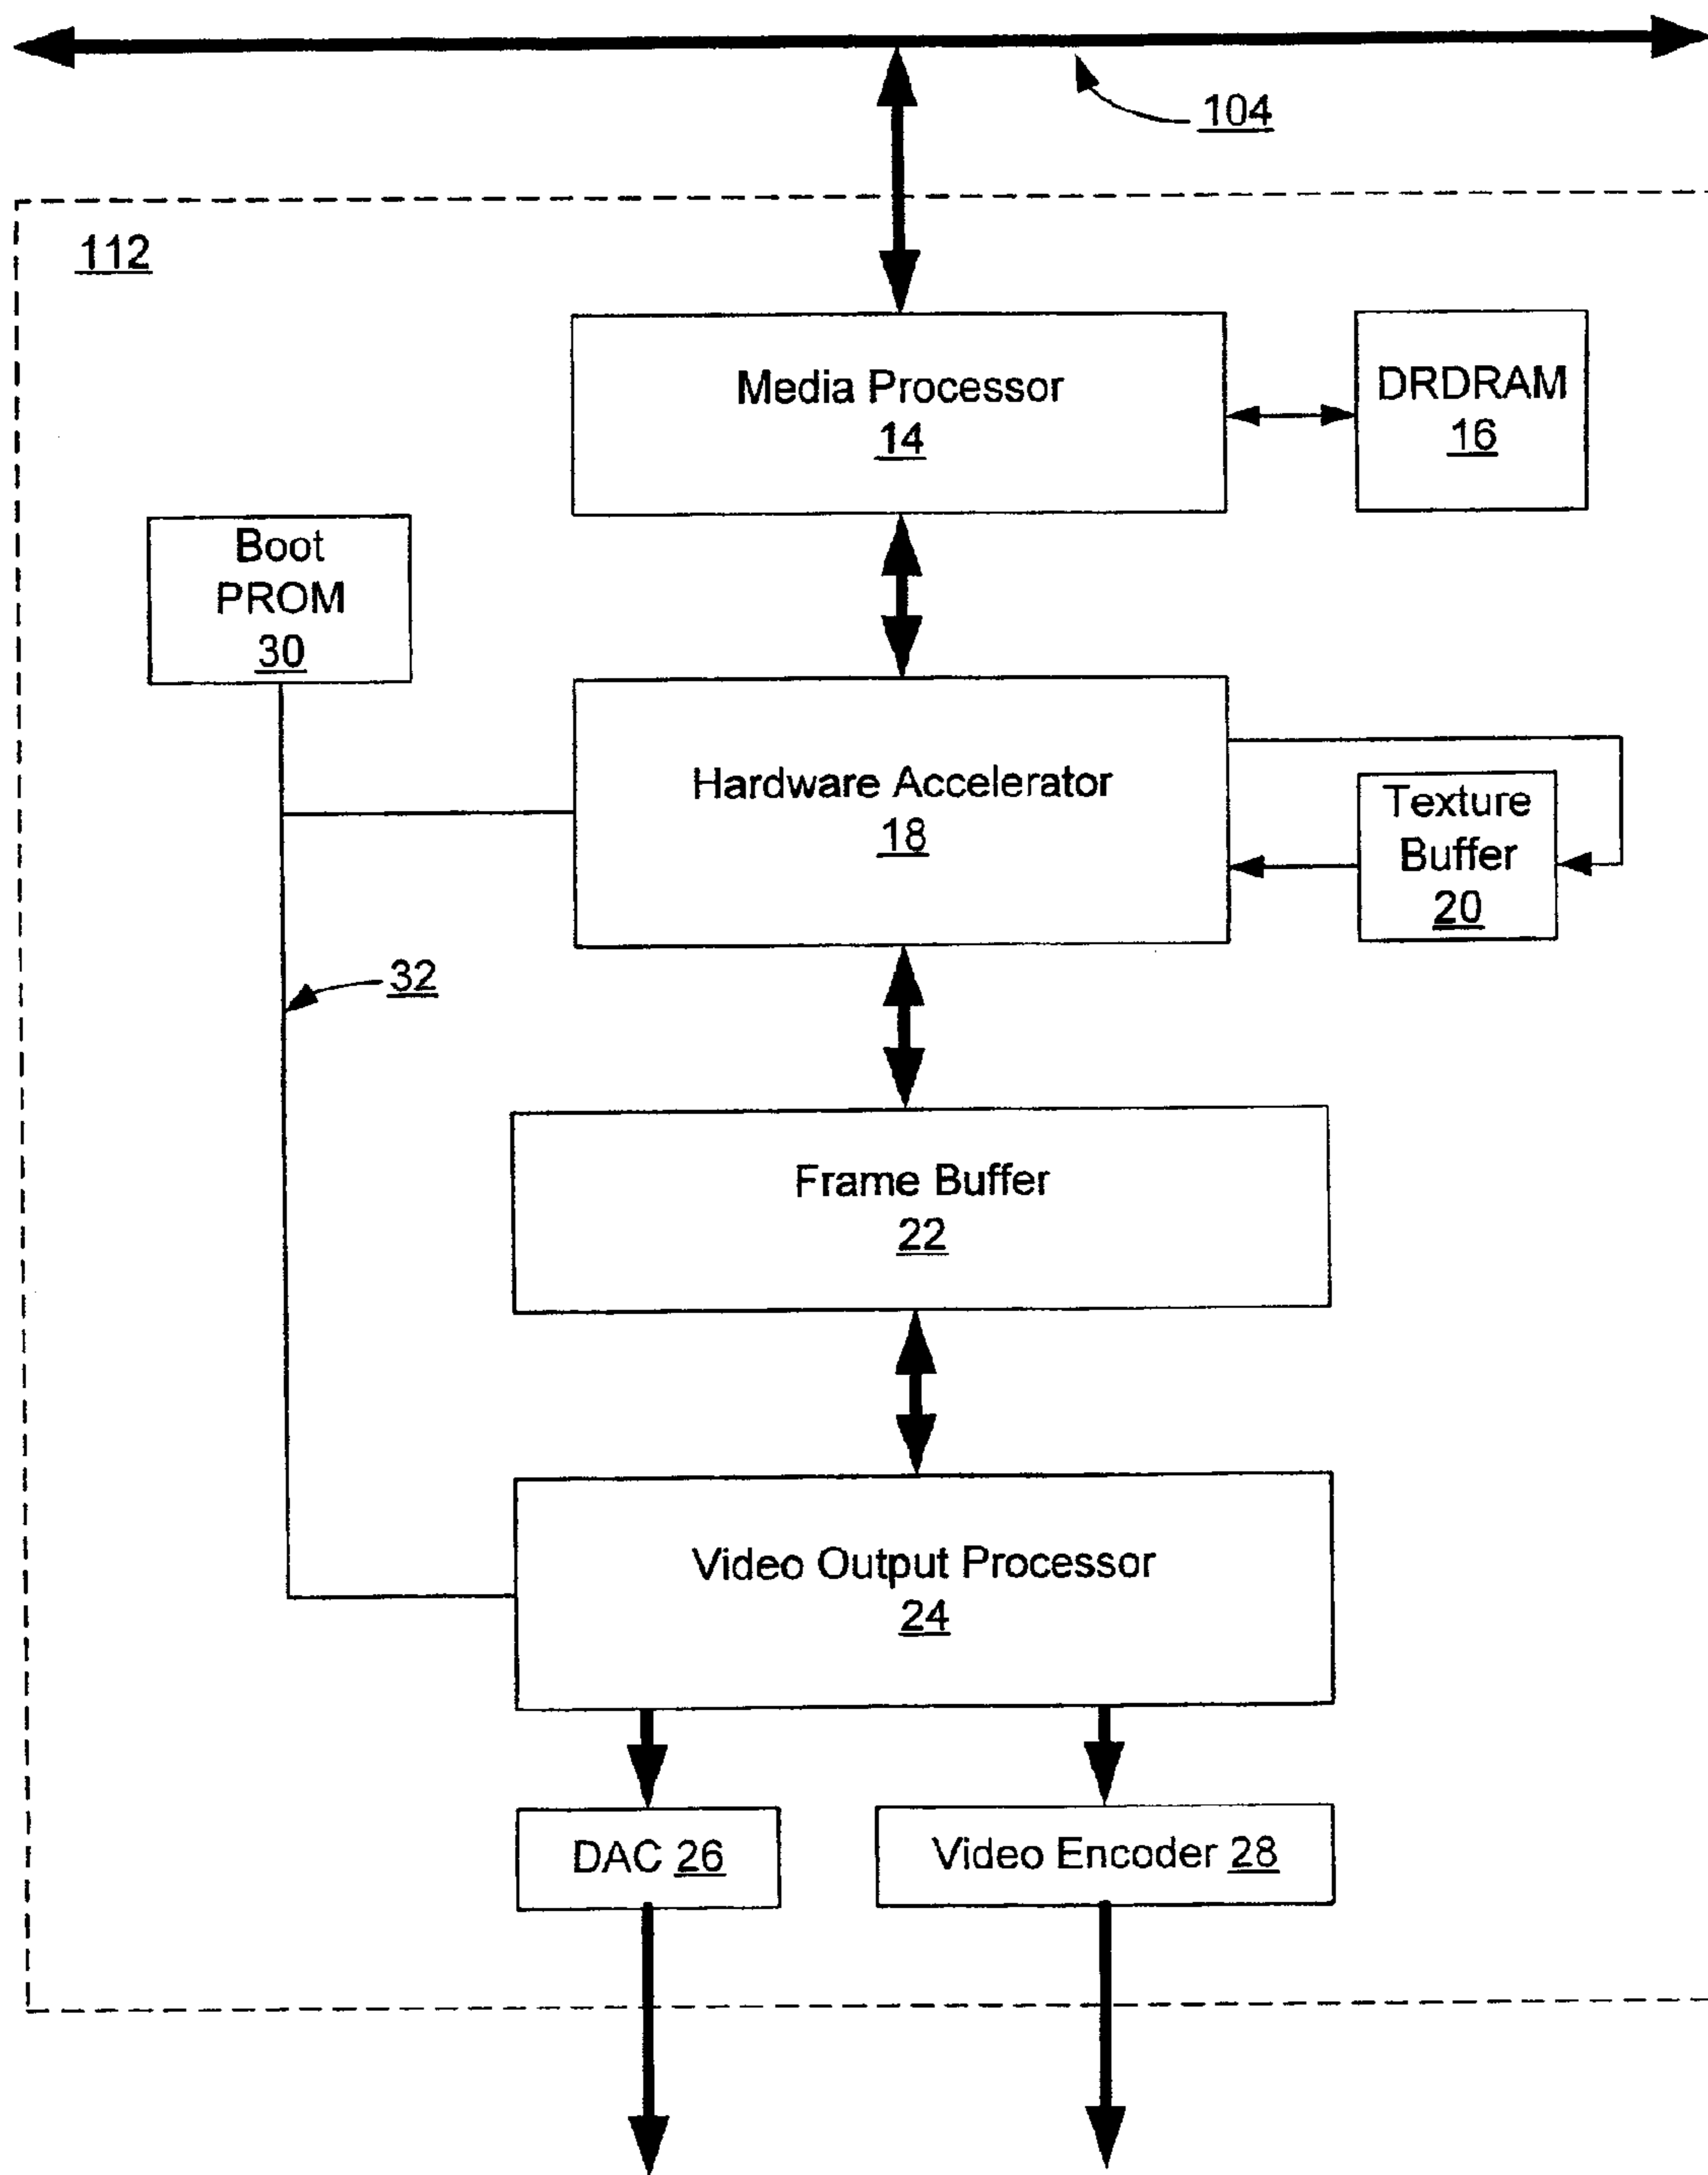 104
112
Media Processor
14
DRDRAM
16
Boot
PROM
30
Hardware Accelerator
18
Texture
Buffer
20
32
Frame Buffer
22
Video Output Processor
24
DAC 26
Video Encoder 28